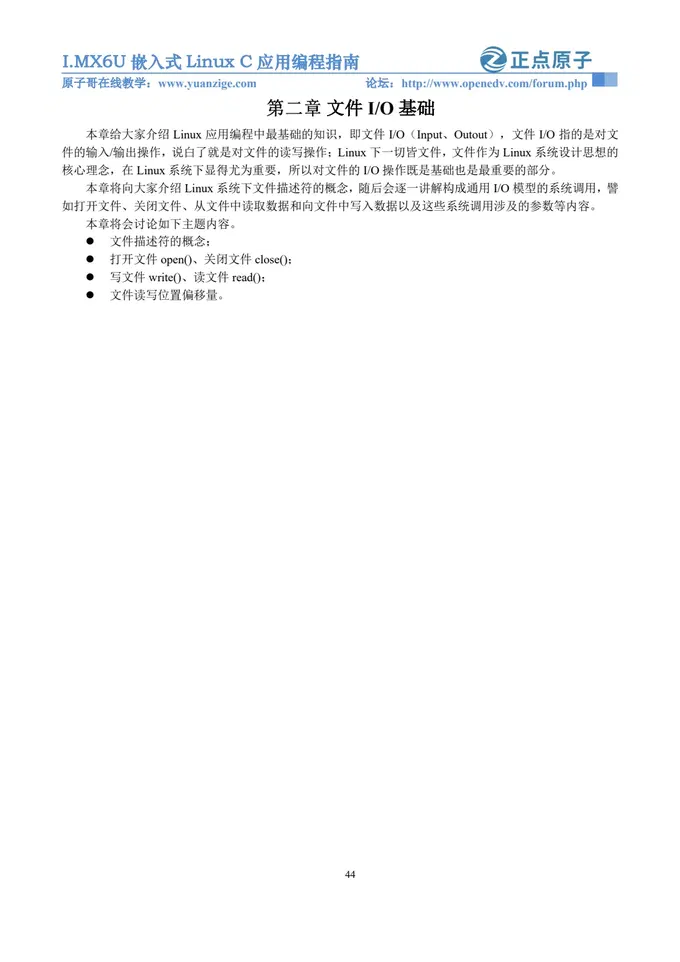 I.MX6U 嵌入式 Linux C 应用编程指南
正点原子
原子哥在线教学：www.yuanzige.com 论坛：http://www.openedv.com/forum.php
第二章 文件 I/O 基础
本章给大家介绍 Linux 应用编程中最基础的知识，即文件 I/O（Input、Outout），文件 I/O 指的是对文
件的输入/输出操作，说白了就是对文件的读写操作；Linux 下一切皆文件，文件作为 Linux 系统设计思想的
核心理念，在 Linux 系统下显得尤为重要，所以对文件的 I/O 操作既是基础也是最重要的部分。
本章将向大家介绍 Linux 系统下文件描述符的概念，随后会逐一讲解构成通用 I/O 模型的系统调用，譬
如打开文件、关闭文件、从文件中读取数据和向文件中写入数据以及这些系统调用涉及的参数等内容。
本章将会讨论如下主题内容。
● 文件描述符的概念；
● 打开文件 open()、关闭文件 close()；
● 写文件 write()、读文件 read()；
● 文件读写位置偏移量。
44